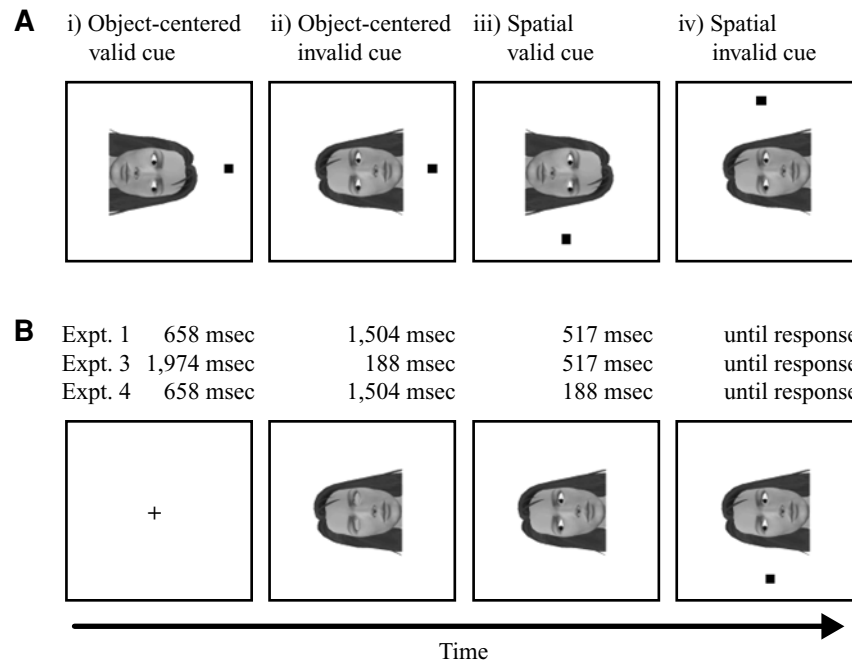 A
i) Object-centered valid cue
ii) Object-centered invalid cue
iii) Spatial valid cue
iv) Spatial invalid cue
B
Expt. 1 658 msec 1,504 msec 517 msec until response
Expt. 3 1,974 msec 188 msec 517 msec until response
Expt. 4 658 msec 1,504 msec 188 msec until response
+
Time